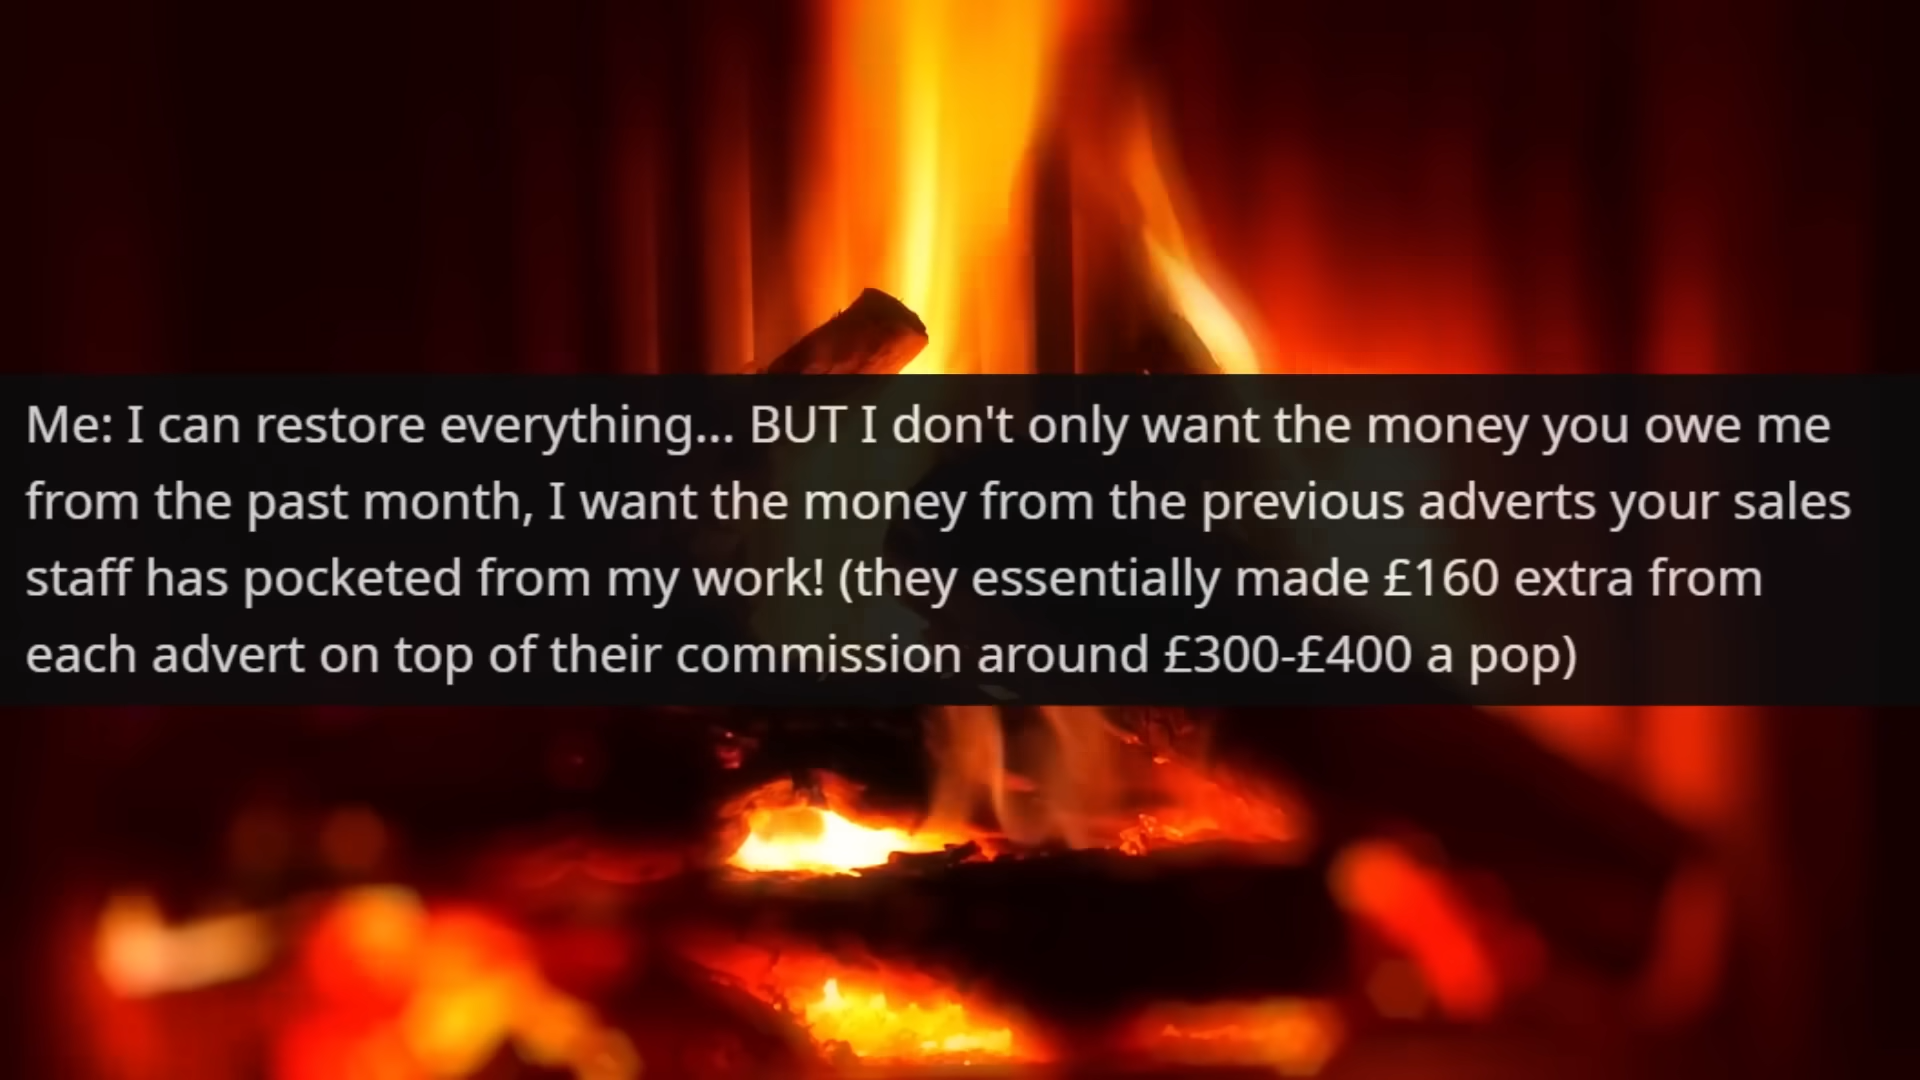 Me: I can restore everything... BUT I don't only want the money you owe me
from the past month, I want the money from the previous adverts your sales
staff has pocketed from my work! (they essentially made £160 extra from
each advert on top of their commission around £300-£400 a pop)